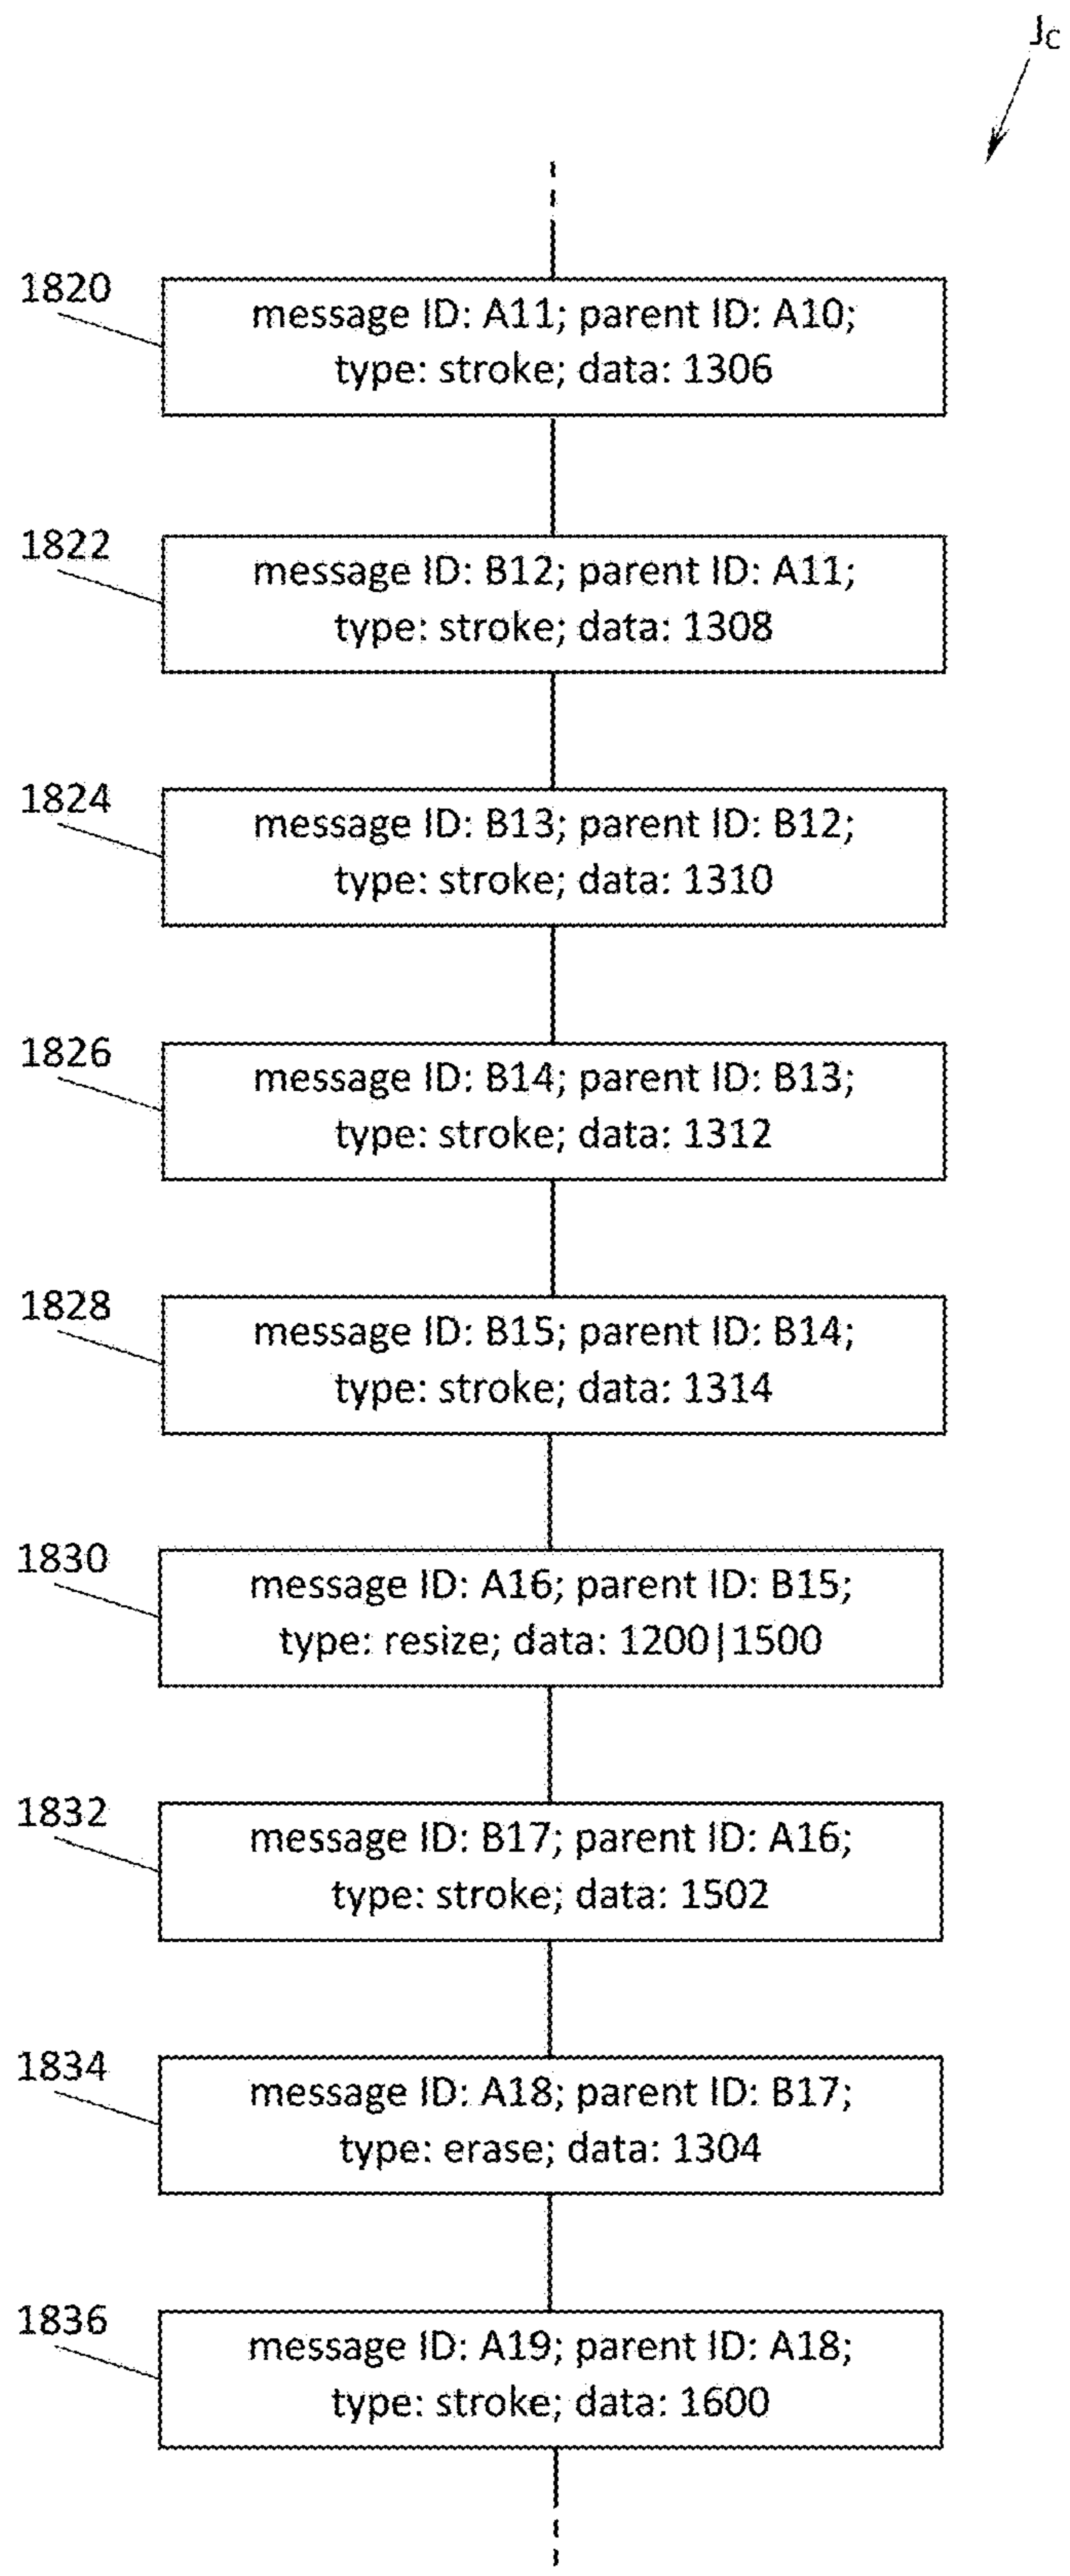 J_C
1820
message ID: A11; parent ID: A10;
type: stroke; data: 1306
1822
message ID: B12; parent ID: A11;
type: stroke; data: 1308
1824
message ID: B13; parent ID: B12;
type: stroke; data: 1310
1826
message ID: B14; parent ID: B13;
type: stroke; data: 1312
1828
message ID: B15; parent ID: B14;
type: stroke; data: 1314
1830
message ID: A16; parent ID: B15;
type: resize; data: 1200|1500
1832
message ID: B17; parent ID: A16;
type: stroke; data: 1502
1834
message ID: A18; parent ID: B17;
type: erase; data: 1304
1836
message ID: A19; parent ID: A18;
type: stroke; data: 1600